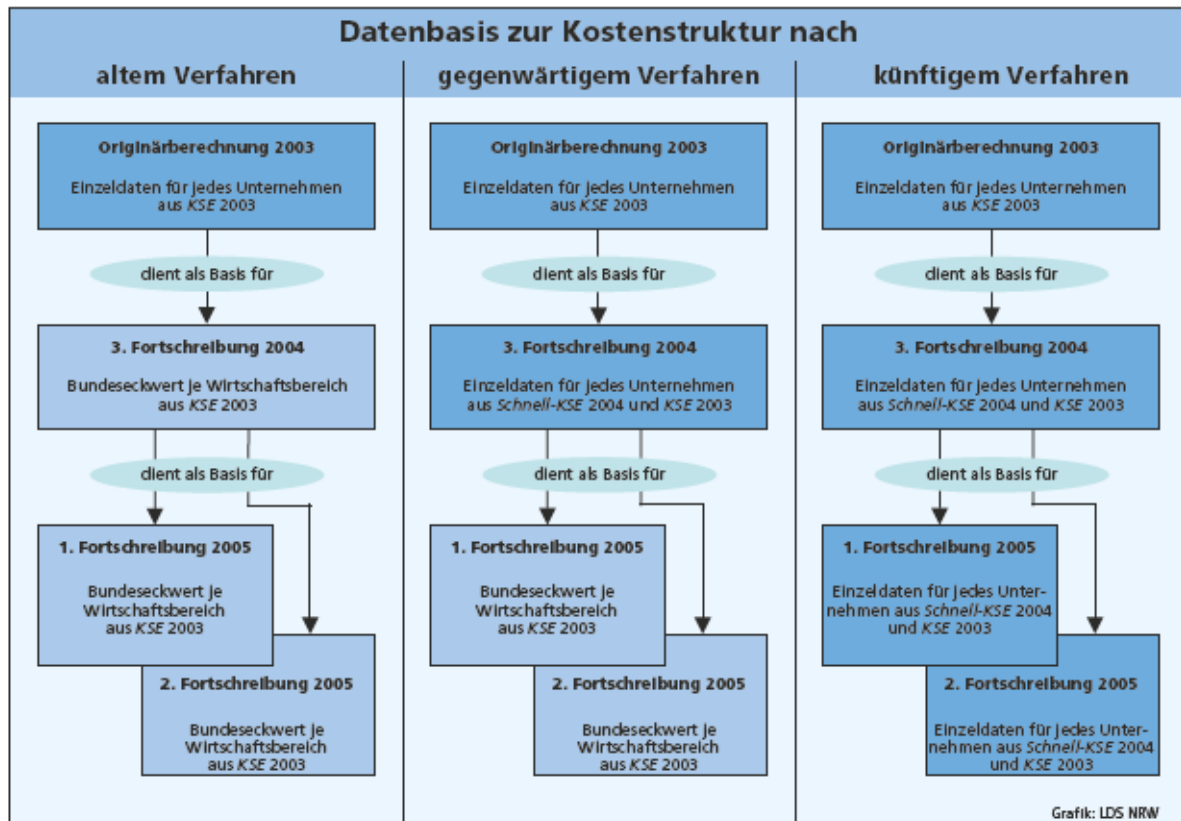 Datenbasis zur Kostenstruktur nach
altem Verfahren
gegenwärtigem Verfahren
künftigem Verfahren
Originärberechnung 2003
Einzeldaten für jedes Unternehmen
aus KSE 2003
dient als Basis für
3. Fortschreibung 2004
Bundeseckwert je Wirtschaftsbereich
aus KSE 2003
dient als Basis für
1. Fortschreibung 2005
Bundeseckwert je
Wirtschaftsbereich
aus KSE 2003
2. Fortschreibung 2005
Bundeseckwert je
Wirtschaftsbereich
aus KSE 2003
Originärberechnung 2003
Einzeldaten für jedes Unternehmen
aus KSE 2003
dient als Basis für
3. Fortschreibung 2004
Einzeldaten für jedes Unternehmen
aus Schnell-KSE 2004 und KSE 2003
dient als Basis für
1. Fortschreibung 2005
Bundeseckwert je
Wirtschaftsbereich
aus KSE 2003
2. Fortschreibung 2005
Bundeseckwert je
Wirtschaftsbereich
aus KSE 2003
Originärberechnung 2003
Einzeldaten für jedes Unternehmen
aus KSE 2003
dient als Basis für
3. Fortschreibung 2004
Einzeldaten für jedes Unternehmen
aus Schnell-KSE 2004 und KSE 2003
dient als Basis für
1. Fortschreibung 2005
Einzeldaten für jedes Unter-
nehmen aus Schnell-KSE 2004
und KSE 2003
2. Fortschreibung 2005
Einzeldaten für jedes Unter-
nehmen aus Schnell-KSE 2004
und KSE 2003
Grafik: LDS NRW